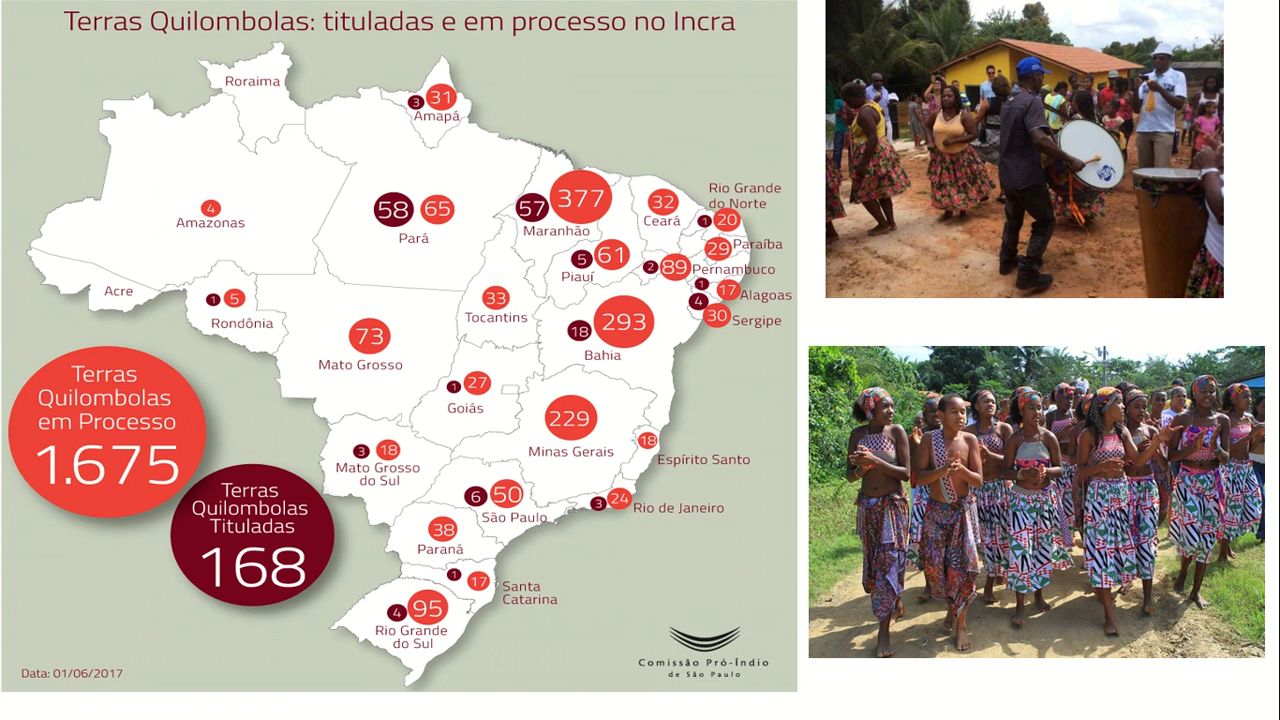 Terras Quilombolas: tituladas e em processo no Incra
Roraima
3
31
Amapá
4
Amazonas
58
65
Pará
57
377
Maranhão
32
Ceará
Rio Grande
do Norte
1
20
29
Paraíba
5
61
Piauí
2
89
Pernambuco
1
17
Alagoas
4
30
Sergipe
Acre
1
5
Rondônia
33
Tocantins
18
293
Bahia
73
Mato Grosso
1
27
Goiás
229
Minas Gerais
18
Espírito Santo
3
18
Mato Grosso
do Sul
6
50
São Paulo
3
24
Rio de Janeiro
38
Paraná
1
17
Santa
Catarina
4
95
Rio Grande
do Sul
Terras
Quilombolas
em Processo
1.675
Terras
Quilombolas
Tituladas
168
Comissão Pró-Índio
de São Paulo
Data: 01/06/2017